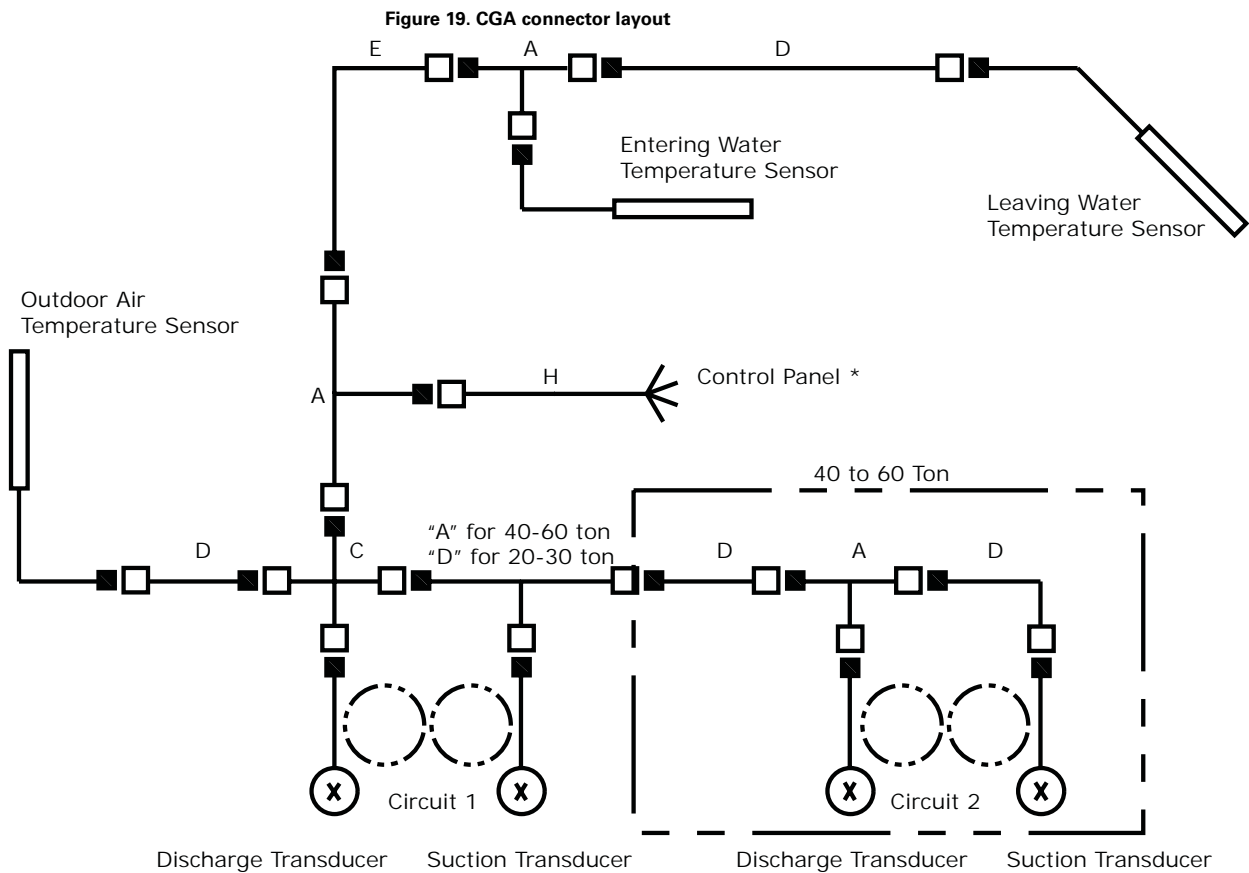 Figure 19. CGA connector layout
E
A
D
Entering Water
Temperature Sensor
Leaving Water
Temperature Sensor
Outdoor Air
Temperature Sensor
A
H
Control Panel *
40 to 60 Ton
"A" for 40-60 ton
"D" for 20-30 ton
D
C
D
A
D
X
X
X
X
Circuit 1
Circuit 2
Discharge Transducer
Suction Transducer
Discharge Transducer
Suction Transducer